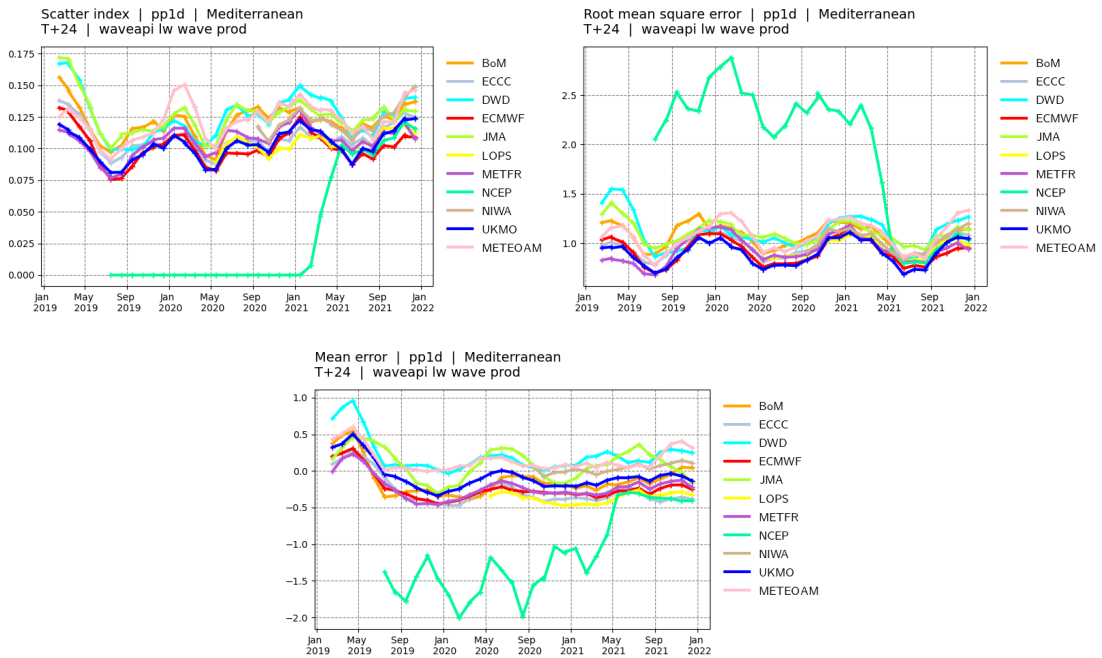 Scatter index | pp1d | Mediterranean
T+24 | waveapi lw wave prod
0.175
0.150
0.125
0.100
0.075
0.050
0.025
0.000
Jan May Sep Jan May Sep Jan May Sep Jan
2019 2019 2019 2020 2020 2020 2021 2021 2021 2022
BoM
ECCC
DWD
ECMWF
JMA
LOPS
METFR
NCEP
NIWA
UKMO
METEOAM
Root mean square error | pp1d | Mediterranean
T+24 | waveapi lw wave prod
2.5
2.0
1.5
1.0
Jan May Sep Jan May Sep Jan May Sep Jan
2019 2019 2019 2020 2020 2020 2021 2021 2021 2022
BoM
ECCC
DWD
ECMWF
JMA
LOPS
METFR
NCEP
NIWA
UKMO
METEOAM
Mean error | pp1d | Mediterranean
T+24 | waveapi lw wave prod
1.0
0.5
0.0
−0.5
−1.0
−1.5
−2.0
Jan May Sep Jan May Sep Jan May Sep Jan
2019 2019 2019 2020 2020 2020 2021 2021 2021 2022
BoM
ECCC
DWD
ECMWF
JMA
LOPS
METFR
NCEP
NIWA
UKMO
METEOAM